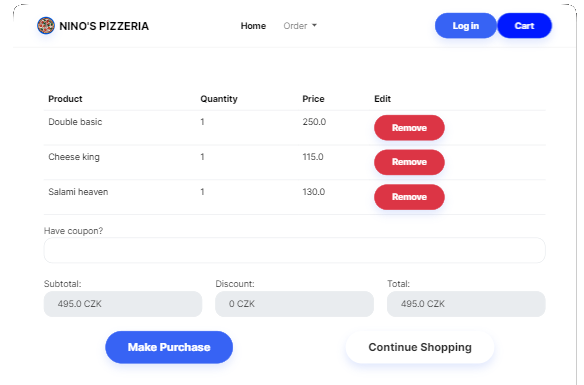 NINO'S PIZZERIA Home Order Log in Cart
Product Quantity Price Edit
Double basic 1 250.0 Remove
Cheese king 1 115.0 Remove
Salami heaven 1 130.0 Remove
Have coupon?
Subtotal: Discount: Total:
495.0 CZK 0 CZK 495.0 CZK
Make Purchase Continue Shopping